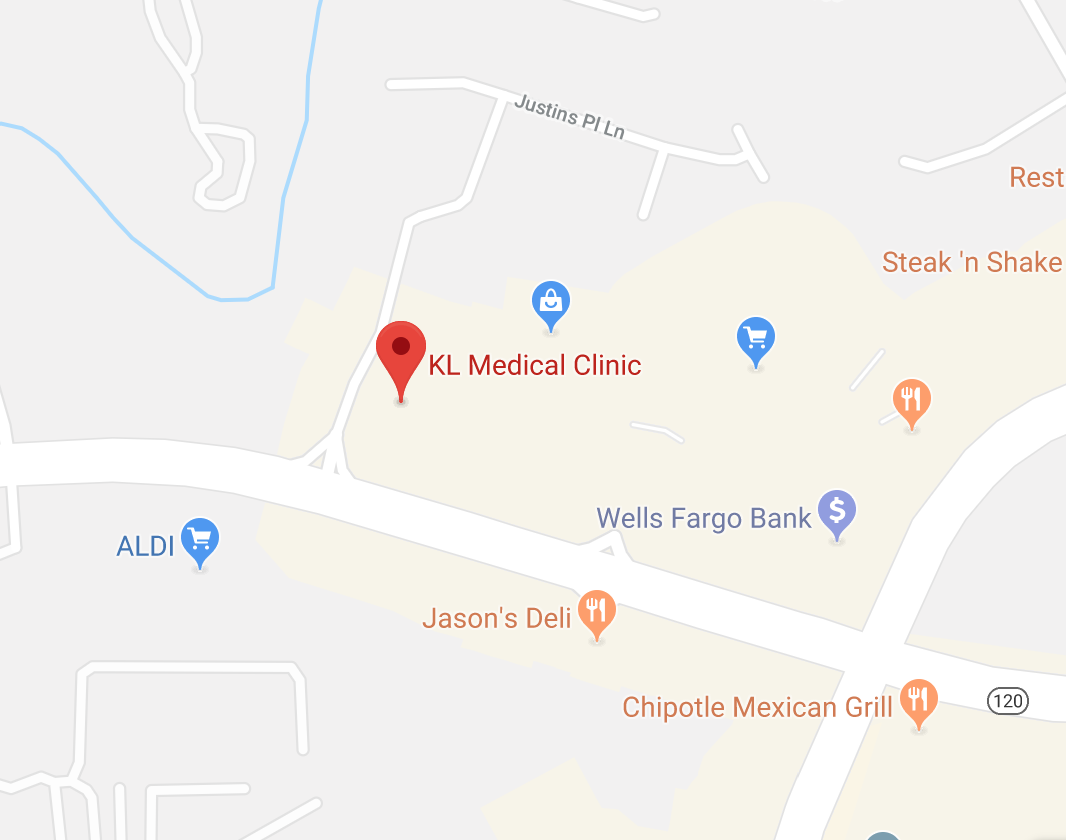 Justins Pl Ln
Rest
Steak 'n Shake
KL Medical Clinic
Wells Fargo Bank
$
ALDI
Jason's Deli
Chipotle Mexican Grill
120